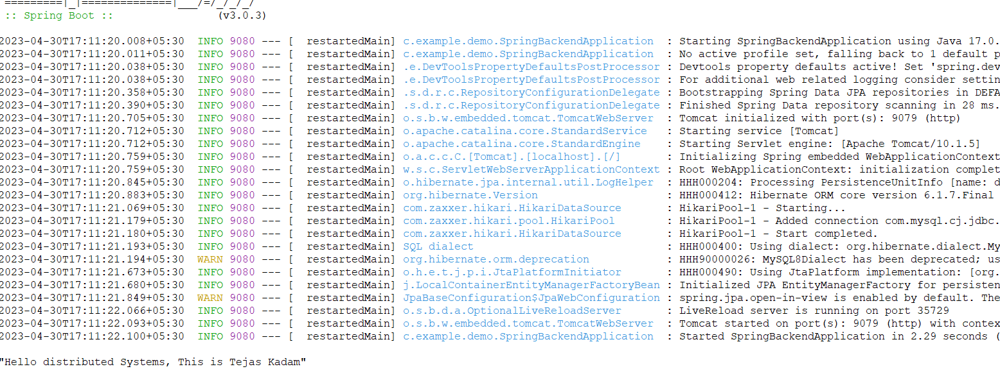 =========|_|==============|___/=/_/_/_/
:: Spring Boot ::                (v3.0.3)
2023-04-30T17:11:20.008+05:30  INFO 9080 --- [  restartedMain] c.example.demo.SpringBackendApplication  : Starting SpringBackendApplication using Java 17.0.
2023-04-30T17:11:20.011+05:30  INFO 9080 --- [  restartedMain] c.example.demo.SpringBackendApplication  : No active profile set, falling back to 1 default p
2023-04-30T17:11:20.038+05:30  INFO 9080 --- [  restartedMain] .e.DevToolsPropertyDefaultsPostProcessor : Devtools property defaults active! Set 'spring.dev
2023-04-30T17:11:20.038+05:30  INFO 9080 --- [  restartedMain] .e.DevToolsPropertyDefaultsPostProcessor : For additional web related logging consider settin
2023-04-30T17:11:20.358+05:30  INFO 9080 --- [  restartedMain] .s.d.r.c.RepositoryConfigurationDelegate : Bootstrapping Spring Data JPA repositories in DEFA
2023-04-30T17:11:20.390+05:30  INFO 9080 --- [  restartedMain] .s.d.r.c.RepositoryConfigurationDelegate : Finished Spring Data repository scanning in 28 ms.
2023-04-30T17:11:20.705+05:30  INFO 9080 --- [  restartedMain] o.s.b.w.embedded.tomcat.TomcatWebServer  : Tomcat initialized with port(s): 9079 (http)
2023-04-30T17:11:20.712+05:30  INFO 9080 --- [  restartedMain] o.apache.catalina.core.StandardService   : Starting service [Tomcat]
2023-04-30T17:11:20.712+05:30  INFO 9080 --- [  restartedMain] o.apache.catalina.core.StandardEngine    : Starting Servlet engine: [Apache Tomcat/10.1.5]
2023-04-30T17:11:20.759+05:30  INFO 9080 --- [  restartedMain] o.a.c.c.C.[Tomcat].[localhost].[/]       : Initializing Spring embedded WebApplicationContext
2023-04-30T17:11:20.759+05:30  INFO 9080 --- [  restartedMain] w.s.c.ServletWebServerApplicationContext : Root WebApplicationContext: initialization complet
2023-04-30T17:11:20.845+05:30  INFO 9080 --- [  restartedMain] o.hibernate.jpa.internal.util.LogHelper  : HHH000204: Processing PersistenceUnitInfo [name: d
2023-04-30T17:11:20.883+05:30  INFO 9080 --- [  restartedMain] org.hibernate.Version                    : HHH000412: Hibernate ORM core version 6.1.7.Final
2023-04-30T17:11:21.069+05:30  INFO 9080 --- [  restartedMain] com.zaxxer.hikari.HikariDataSource       : HikariPool-1 - Starting...
2023-04-30T17:11:21.179+05:30  INFO 9080 --- [  restartedMain] com.zaxxer.hikari.pool.HikariPool        : HikariPool-1 - Added connection com.mysql.cj.jdbc.
2023-04-30T17:11:21.180+05:30  INFO 9080 --- [  restartedMain] com.zaxxer.hikari.HikariDataSource       : HikariPool-1 - Start completed.
2023-04-30T17:11:21.193+05:30  INFO 9080 --- [  restartedMain] SQL dialect                              : HHH000400: Using dialect: org.hibernate.dialect.My
2023-04-30T17:11:21.194+05:30  WARN 9080 --- [  restartedMain] org.hibernate.orm.deprecation            : HHH90000026: MySQL8Dialect has been deprecated; us
2023-04-30T17:11:21.673+05:30  INFO 9080 --- [  restartedMain] o.h.e.t.j.p.i.JtaPlatformInitiator       : HHH000490: Using JtaPlatform implementation: [org.
2023-04-30T17:11:21.680+05:30  INFO 9080 --- [  restartedMain] j.LocalContainerEntityManagerFactoryBean : Initialized JPA EntityManagerFactory for persisten
2023-04-30T17:11:21.849+05:30  WARN 9080 --- [  restartedMain] JpaBaseConfiguration$JpaWebConfiguration : spring.jpa.open-in-view is enabled by default. The
2023-04-30T17:11:22.066+05:30  INFO 9080 --- [  restartedMain] o.s.b.d.a.OptionalLiveReloadServer       : LiveReload server is running on port 35729
2023-04-30T17:11:22.093+05:30  INFO 9080 --- [  restartedMain] o.s.b.w.embedded.tomcat.TomcatWebServer  : Tomcat started on port(s): 9079 (http) with contex
2023-04-30T17:11:22.100+05:30  INFO 9080 --- [  restartedMain] c.example.demo.SpringBackendApplication  : Started SpringBackendApplication in 2.29 seconds (
"Hello distributed Systems, This is Tejas Kadam"